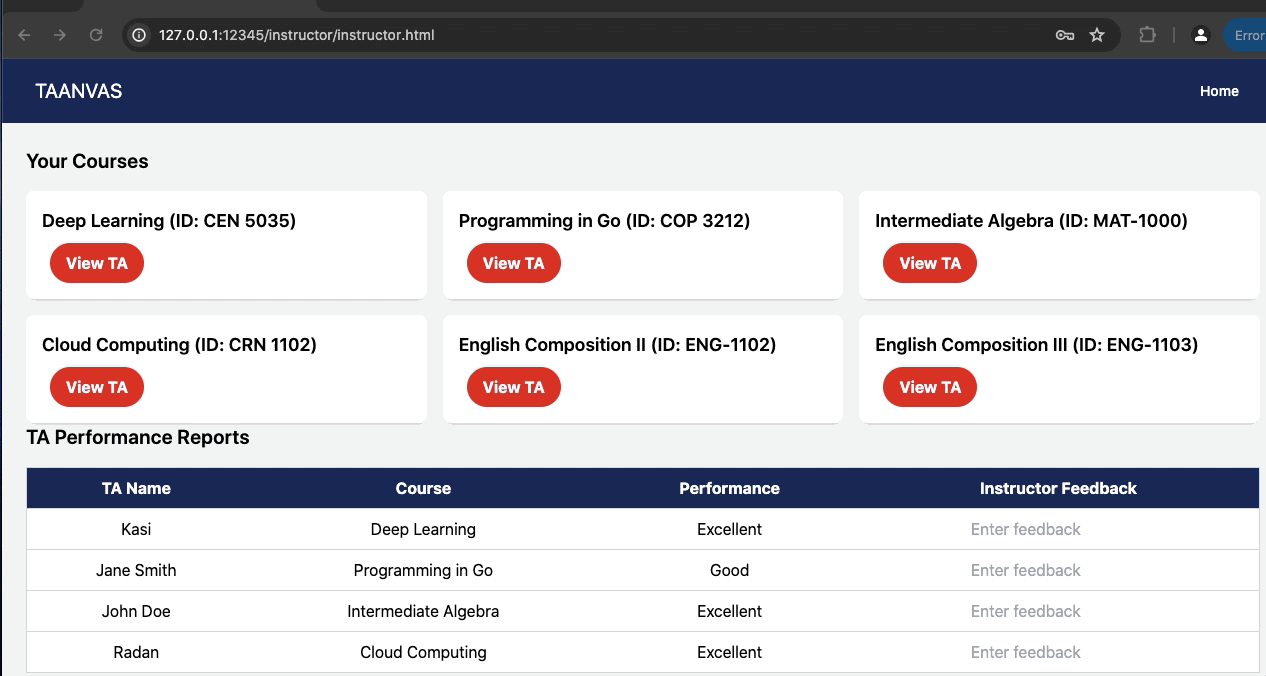 127.0.0.1:12345/instructor/instructor.html
Error
TAANVAS
Home
Your Courses
Deep Learning (ID: CEN 5035)
Programming in Go (ID: COP 3212)
Intermediate Algebra (ID: MAT-1000)
View TA
View TA
View TA
Cloud Computing (ID: CRN 1102)
English Composition II (ID: ENG-1102)
English Composition III (ID: ENG-1103)
View TA
View TA
View TA
TA Performance Reports
TA Name Course Performance Instructor Feedback
Kasi Deep Learning Excellent Enter feedback
Jane Smith Programming in Go Good Enter feedback
John Doe Intermediate Algebra Excellent Enter feedback
Radan Cloud Computing Excellent Enter feedback